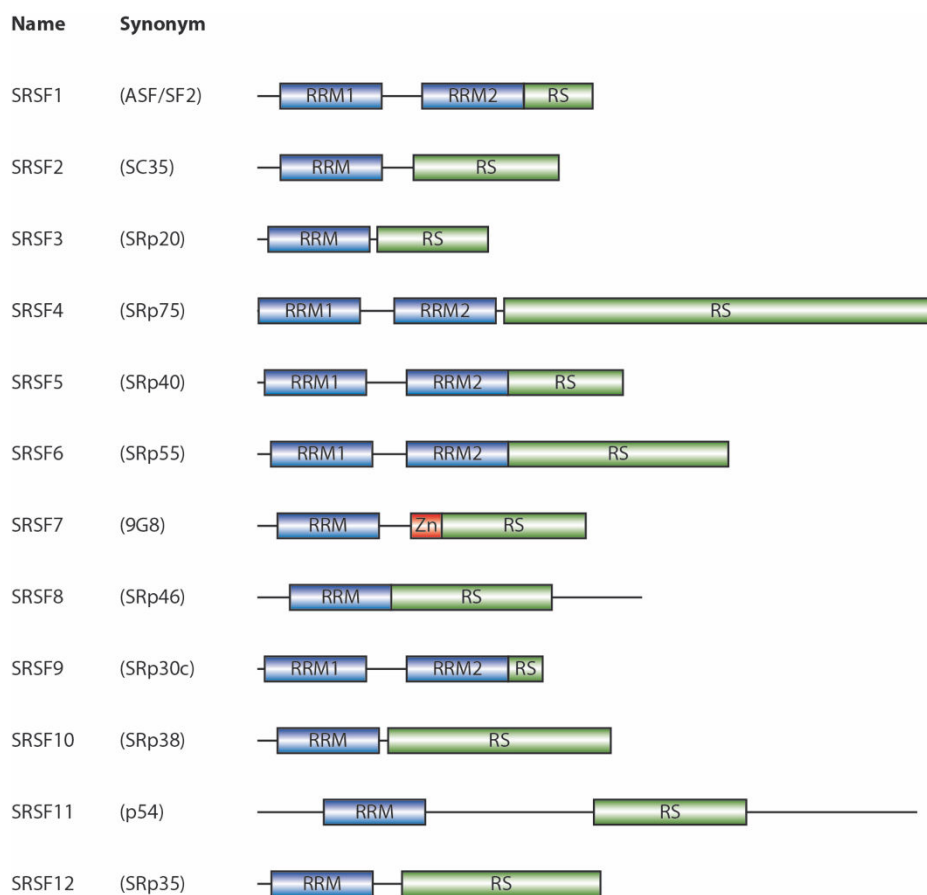 Name Synonym
SRSF1 (ASF/SF2) RRM1 RRM2 RS
SRSF2 (SC35) RRM RS
SRSF3 (SRp20) RRM RS
SRSF4 (SRp75) RRM1 RRM2 RS
SRSF5 (SRp40) RRM1 RRM2 RS
SRSF6 (SRp55) RRM1 RRM2 RS
SRSF7 (9G8) RRM Zn RS
SRSF8 (SRp46) RRM RS
SRSF9 (SRp30c) RRM1 RRM2 RS
SRSF10 (SRp38) RRM RS
SRSF11 (p54) RRM RS
SRSF12 (SRp35) RRM RS